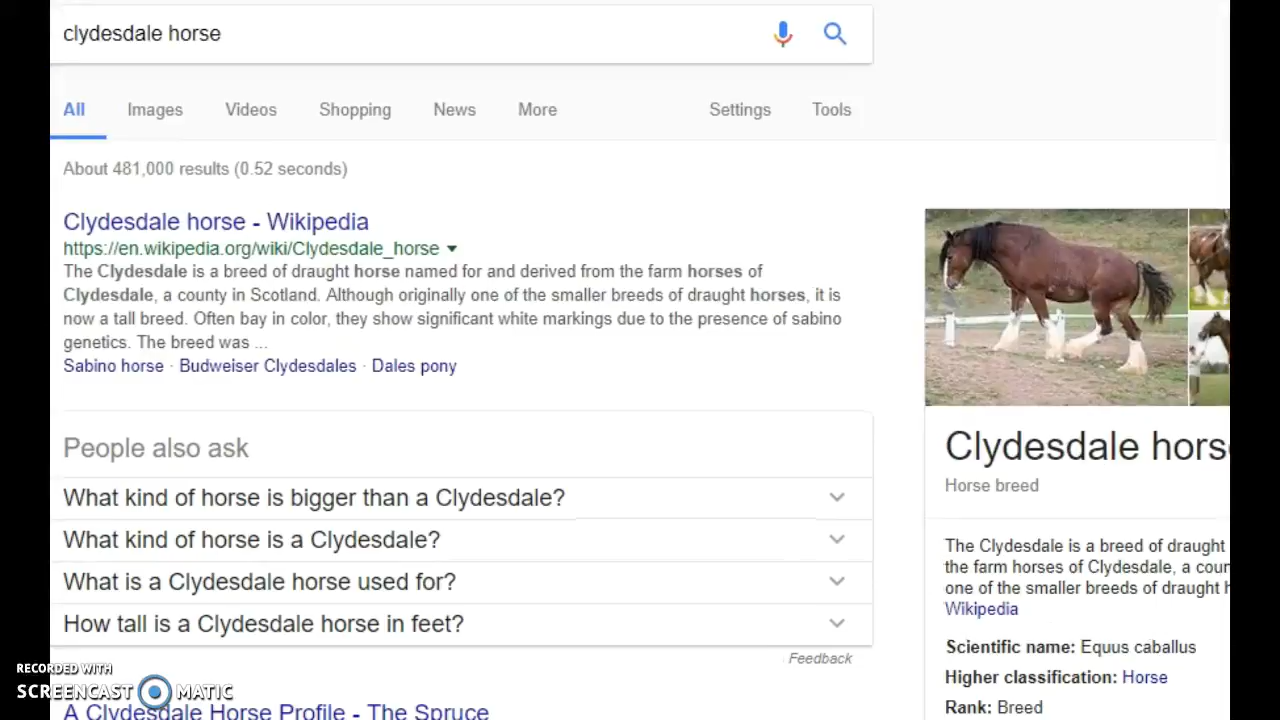 clydesdale horse
All Images Videos Shopping News More Settings Tools
About 481,000 results (0.52 seconds)
Clydesdale horse - Wikipedia
https://en.wikipedia.org/wiki/Clydesdale_horse
The Clydesdale is a breed of draught horse named for and derived from the farm horses of
Clydesdale, a county in Scotland. Although originally one of the smaller breeds of draught horses, it is
now a tall breed. Often bay in color, they show significant white markings due to the presence of sabino
genetics. The breed was ...
Sabino horse · Budweiser Clydesdales · Dales pony
People also ask
What kind of horse is bigger than a Clydesdale?
What kind of horse is a Clydesdale?
What is a Clydesdale horse used for?
How tall is a Clydesdale horse in feet?
Feedback
A Clydesdale Horse Profile - The Spruce
Clydesdale hors
Horse breed
The Clydesdale is a breed of draught
the farm horses of Clydesdale, a coun
one of the smaller breeds of draught h
Wikipedia
Scientific name: Equus caballus
Higher classification: Horse
Rank: Breed
RECORDED WITH
SCREENCAST MATIC